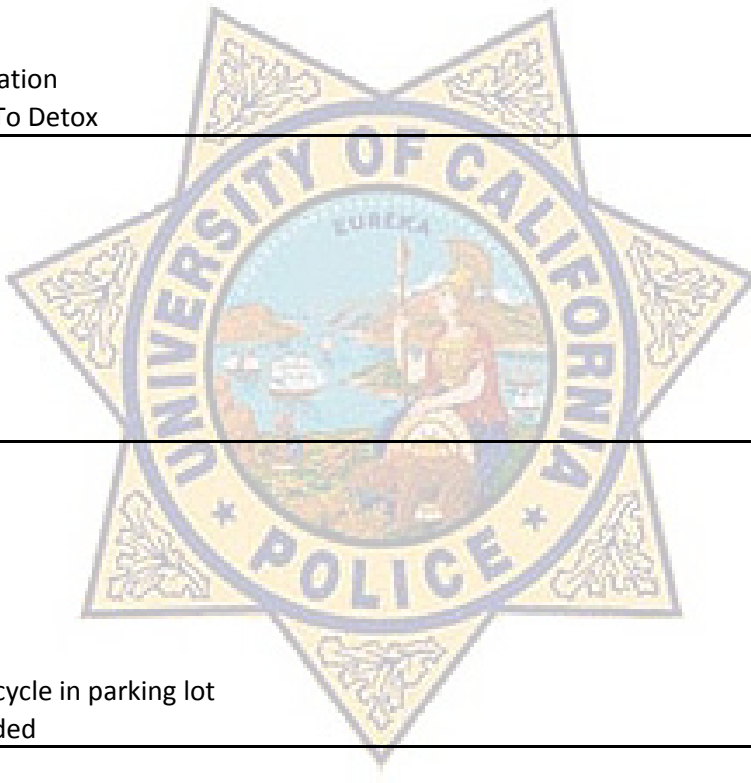 ation
To Detox
UNIVERSITY OF CALIFORNIA
EUREKA
POLICE
cycle in parking lot
ded